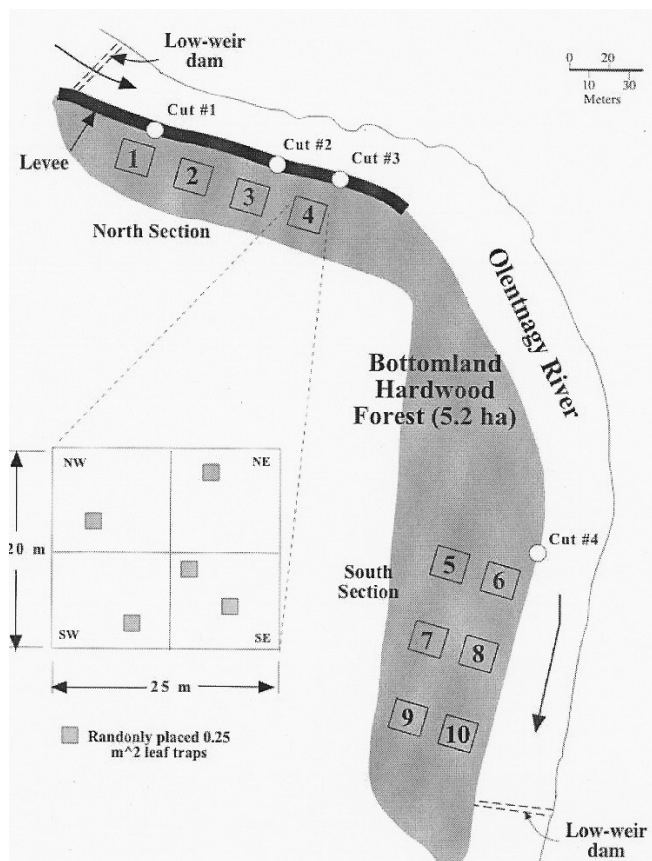 Low-weir
dam
0 20
10 30
Meters
Cut #1
Cut #2
Cut #3
Levee
1
2
3
4
North Section
Olentnagy River
Bottomland
Hardwood
Forest (5.2 ha)
NW
NE
20 m
SW
SE
25 m
Cut #4
South
Section
5
6
7
8
9
10
Randonly placed 0.25
m^2 leaf traps
Low-weir
dam